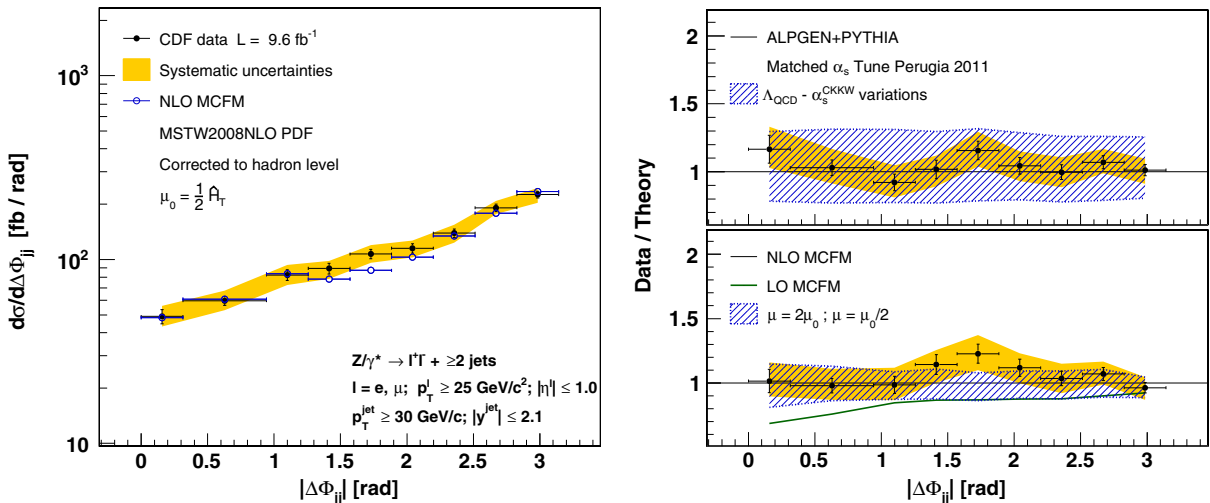 CDF data L = 9.6 fb⁻¹
Systematic uncertainties
NLO MCFM
MSTW2008NLO PDF
Corrected to hadron level
μ₀ = 1/2 Ĥ_T
Z/γ* → l⁺l⁻ + ≥2 jets
l = e, μ; p_T^l ≥ 25 GeV/c²; |η^l| ≤ 1.0
p_T^jet ≥ 30 GeV/c; |y^jet| ≤ 2.1
dσ/dΔΦ_jj [fb / rad]
10³
10²
10
0 0.5 1 1.5 2 2.5 3
|ΔΦ_jj| [rad]
Data / Theory
2
1.5
1
ALPGEN+PYTHIA
Matched α_s Tune Perugia 2011
Λ_QCD - α_s^CKKW variations
2
1.5
1
NLO MCFM
LO MCFM
μ = 2μ₀ ; μ = μ₀/2
0 0.5 1 1.5 2 2.5 3
|ΔΦ_jj| [rad]